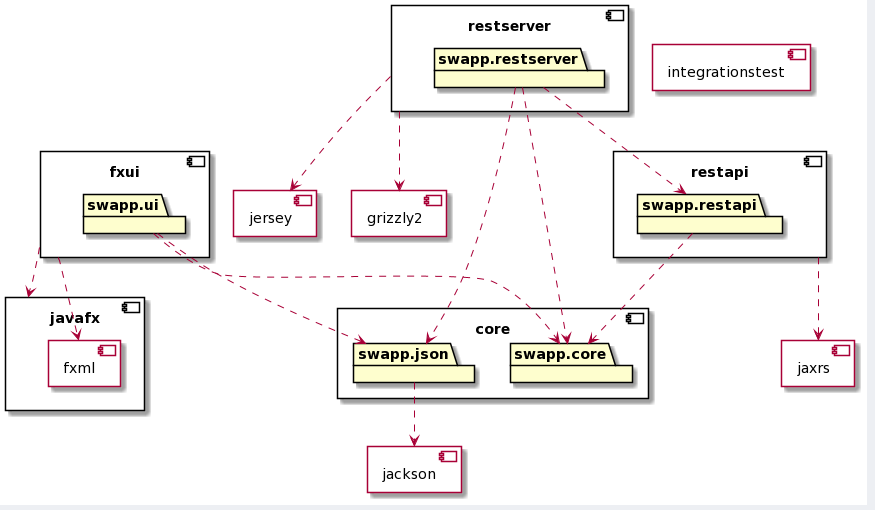 restserver
swapp.restserver
integrationstest
fxui
swapp.ui
jersey
grizzly2
restapi
swapp.restapi
javafx
fxml
core
swapp.json
swapp.core
jaxrs
jackson